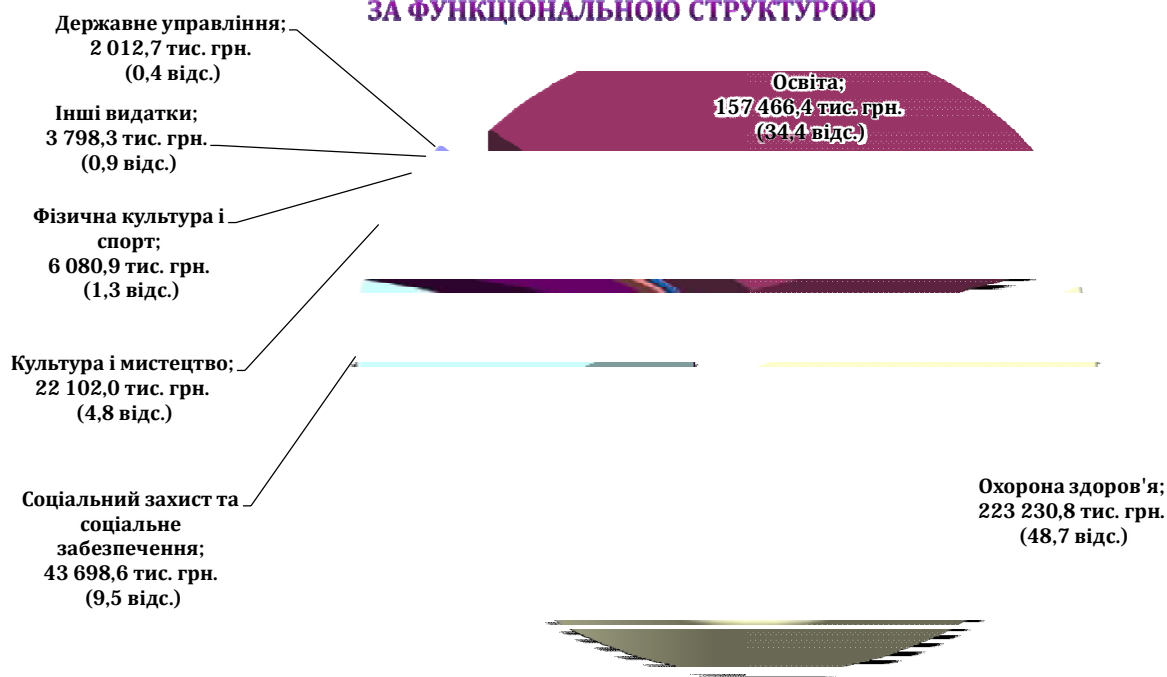 ЗА ФУНКЦІОНАЛЬНОЮ СТРУКТУРОЮ
Державне управління;
2 012,7 тис. грн.
(0,4 відс.)
Інші видатки;
3 798,3 тис. грн.
(0,9 відс.)
Фізична культура і
спорт;
6 080,9 тис. грн.
(1,3 відс.)
Культура і мистецтво;
22 102,0 тис. грн.
(4,8 відс.)
Соціальний захист та
соціальне
забезпечення;
43 698,6 тис. грн.
(9,5 відс.)
Освіта;
157 466,4 тис. грн.
(34,4 відс.)
Охорона здоров'я;
223 230,8 тис. грн.
(48,7 відс.)